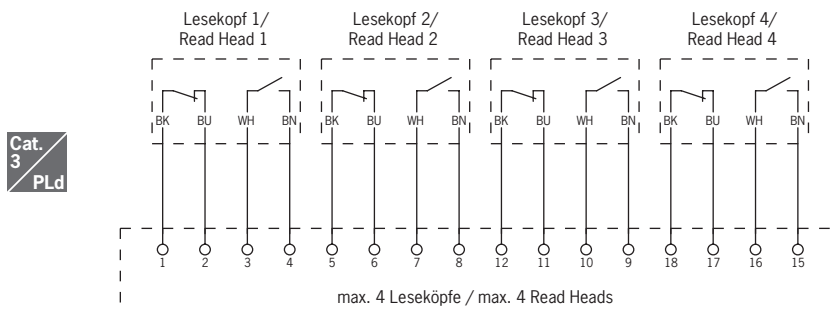 Lesekopf 1/
Read Head 1
Lesekopf 2/
Read Head 2
Lesekopf 3/
Read Head 3
Lesekopf 4/
Read Head 4
BK BU WH BN BK BU WH BN BK BU WH BN BK BU WH BN
Cat.
3
PLd
1 2 3 4 5 6 7 8 12 11 10 9 18 17 16 15
max. 4 Leseköpfe / max. 4 Read Heads